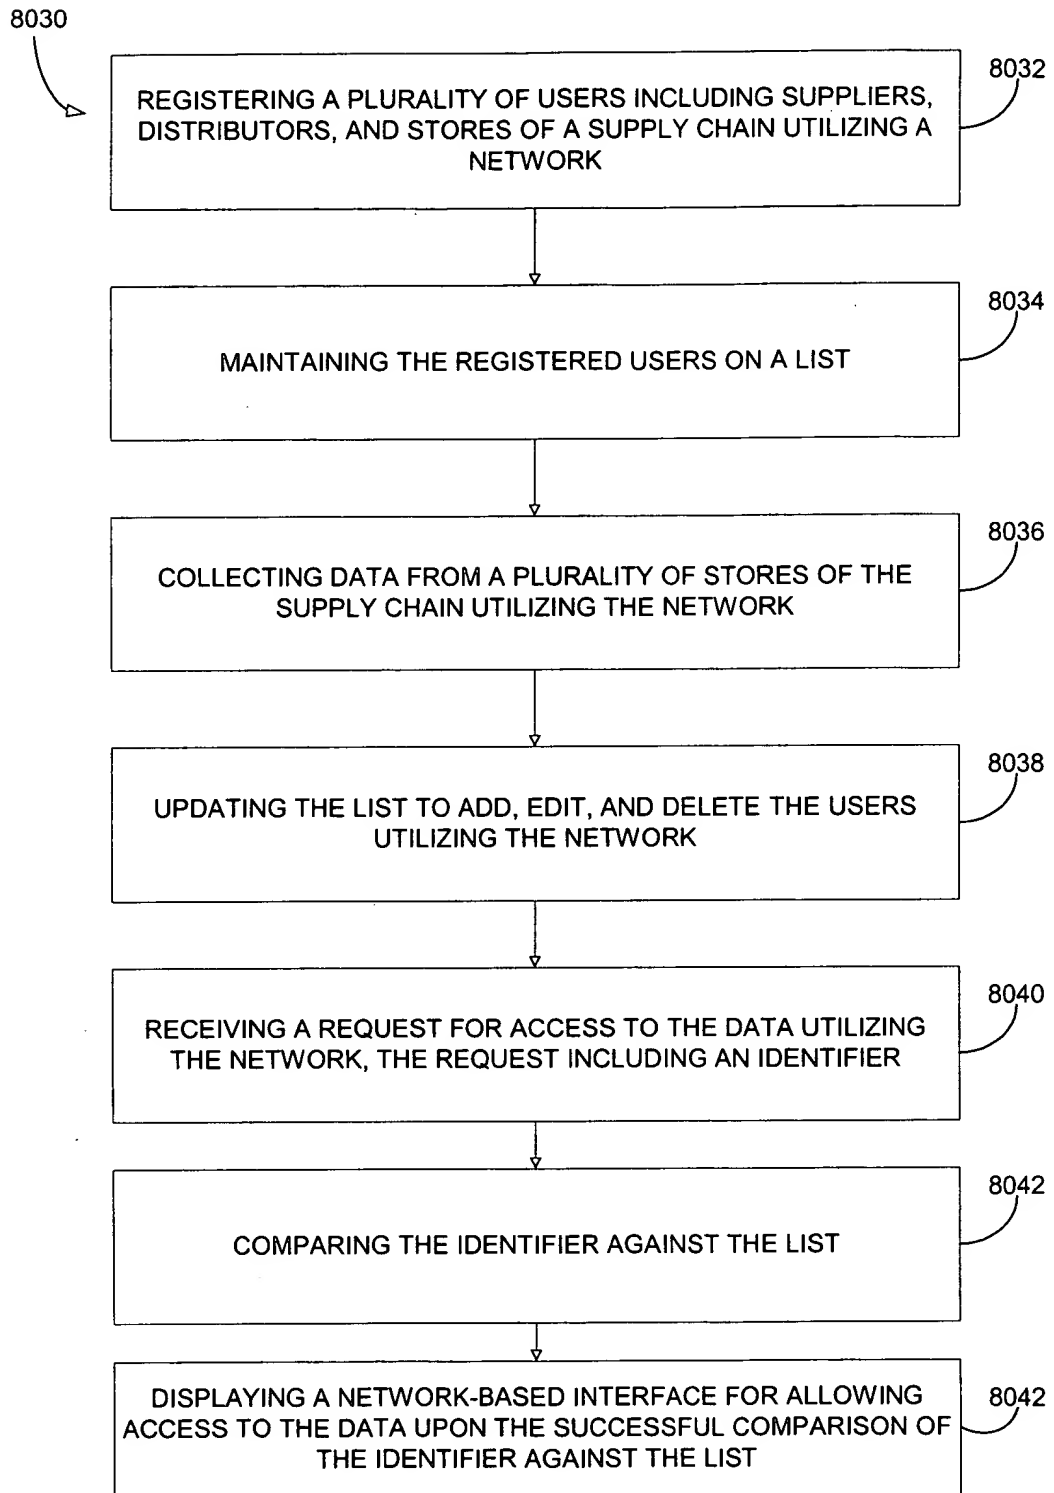 8030
8032
REGISTERING A PLURALITY OF USERS INCLUDING SUPPLIERS,
DISTRIBUTORS, AND STORES OF A SUPPLY CHAIN UTILIZING A
NETWORK
8034
MAINTAINING THE REGISTERED USERS ON A LIST
8036
COLLECTING DATA FROM A PLURALITY OF STORES OF THE
SUPPLY CHAIN UTILIZING THE NETWORK
8038
UPDATING THE LIST TO ADD, EDIT, AND DELETE THE USERS
UTILIZING THE NETWORK
8040
RECEIVING A REQUEST FOR ACCESS TO THE DATA UTILIZING
THE NETWORK, THE REQUEST INCLUDING AN IDENTIFIER
8042
COMPARING THE IDENTIFIER AGAINST THE LIST
8042
DISPLAYING A NETWORK-BASED INTERFACE FOR ALLOWING
ACCESS TO THE DATA UPON THE SUCCESSFUL COMPARISON OF
THE IDENTIFIER AGAINST THE LIST